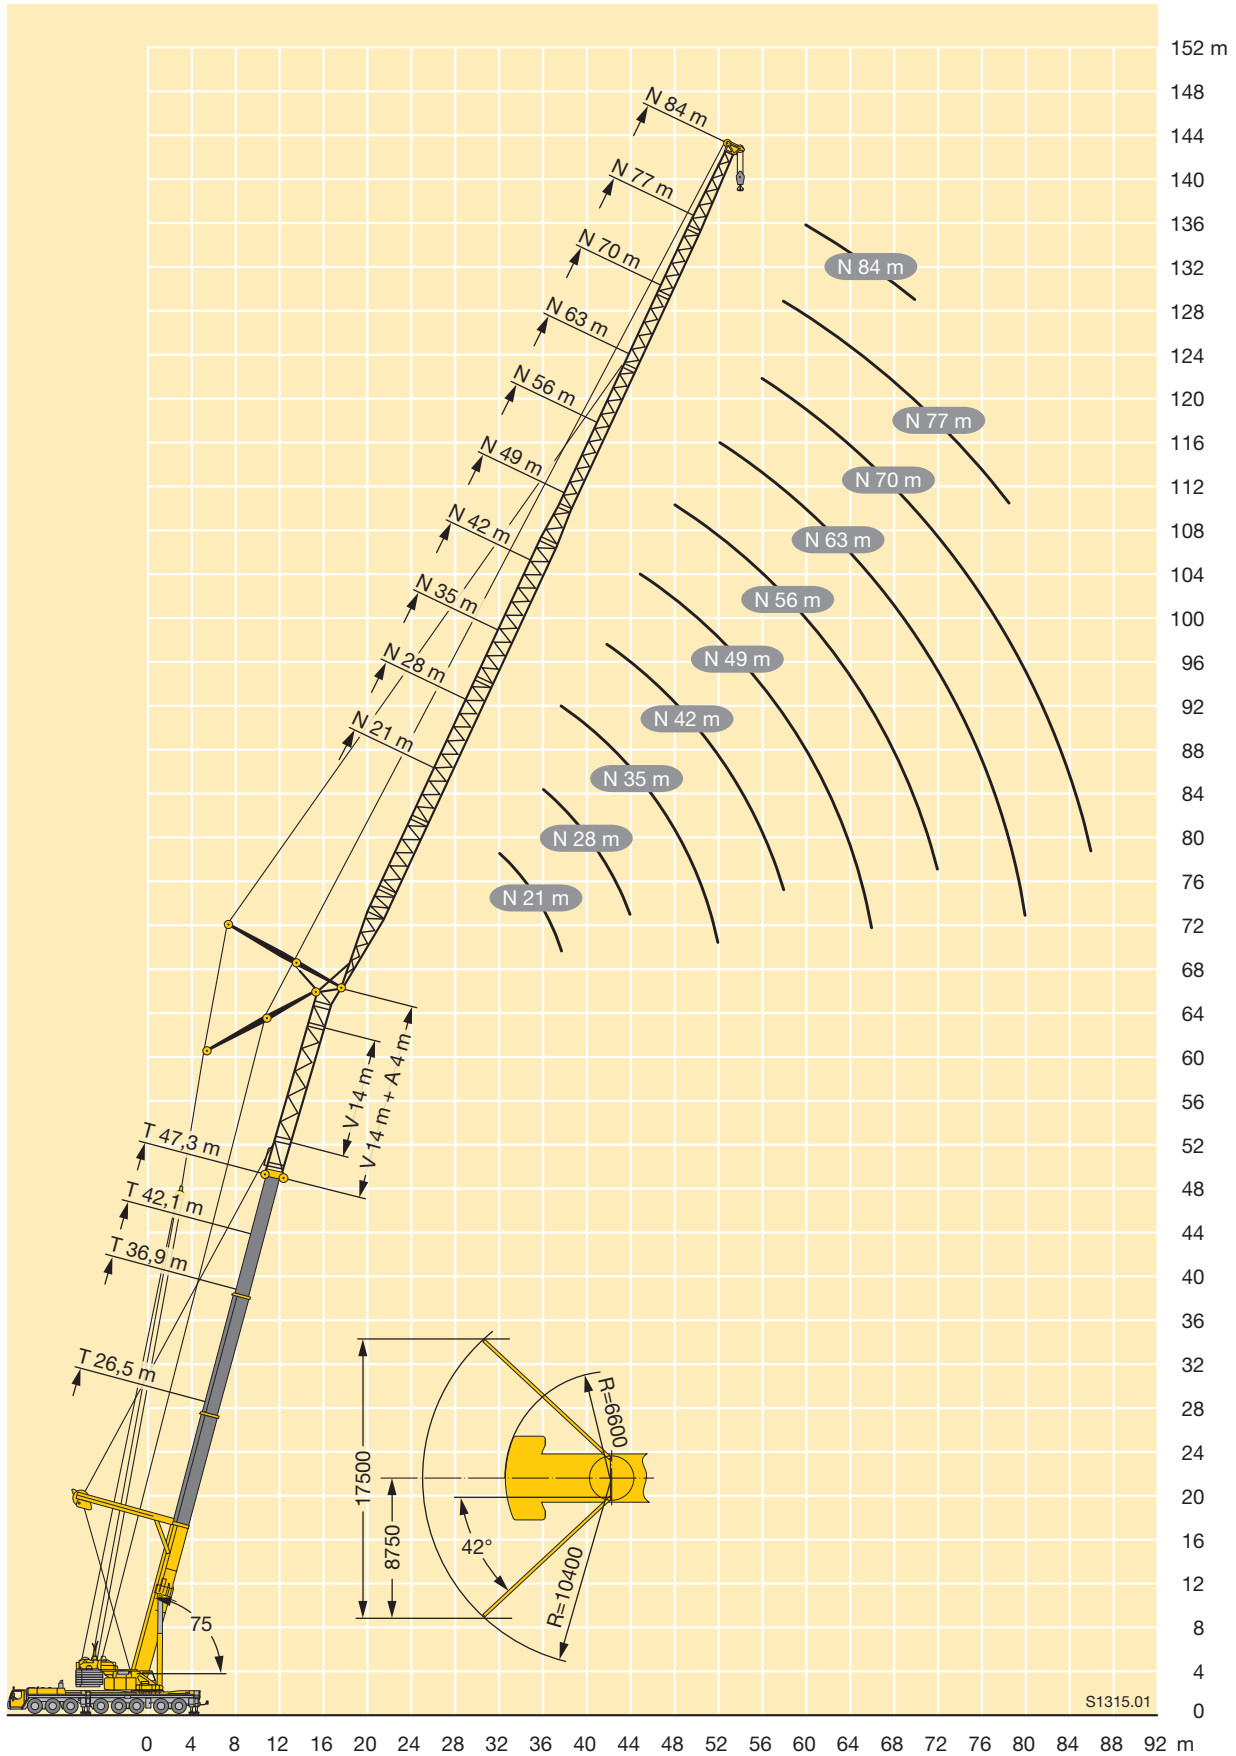 152 m
148
144
140
136
132
128
124
120
116
112
108
104
100
96
92
88
84
80
76
72
68
64
60
56
52
48
44
40
36
32
28
24
20
16
12
8
4
0
N 84 m
N 77 m
N 70 m
N 63 m
N 56 m
N 49 m
N 42 m
N 35 m
N 28 m
N 21 m
N 84 m
N 77 m
N 70 m
N 63 m
N 56 m
N 49 m
N 42 m
N 35 m
N 28 m
N 21 m
V 14 m
V 14 m + A 4 m
T 47,3 m
T 42,1 m
T 36,9 m
T 26,5 m
75
17500
8750
42°
R=6600
R=10400
S1315.01
0 4 8 12 16 20 24 28 32 36 40 44 48 52 56 60 64 68 72 76 80 84 88 92 m